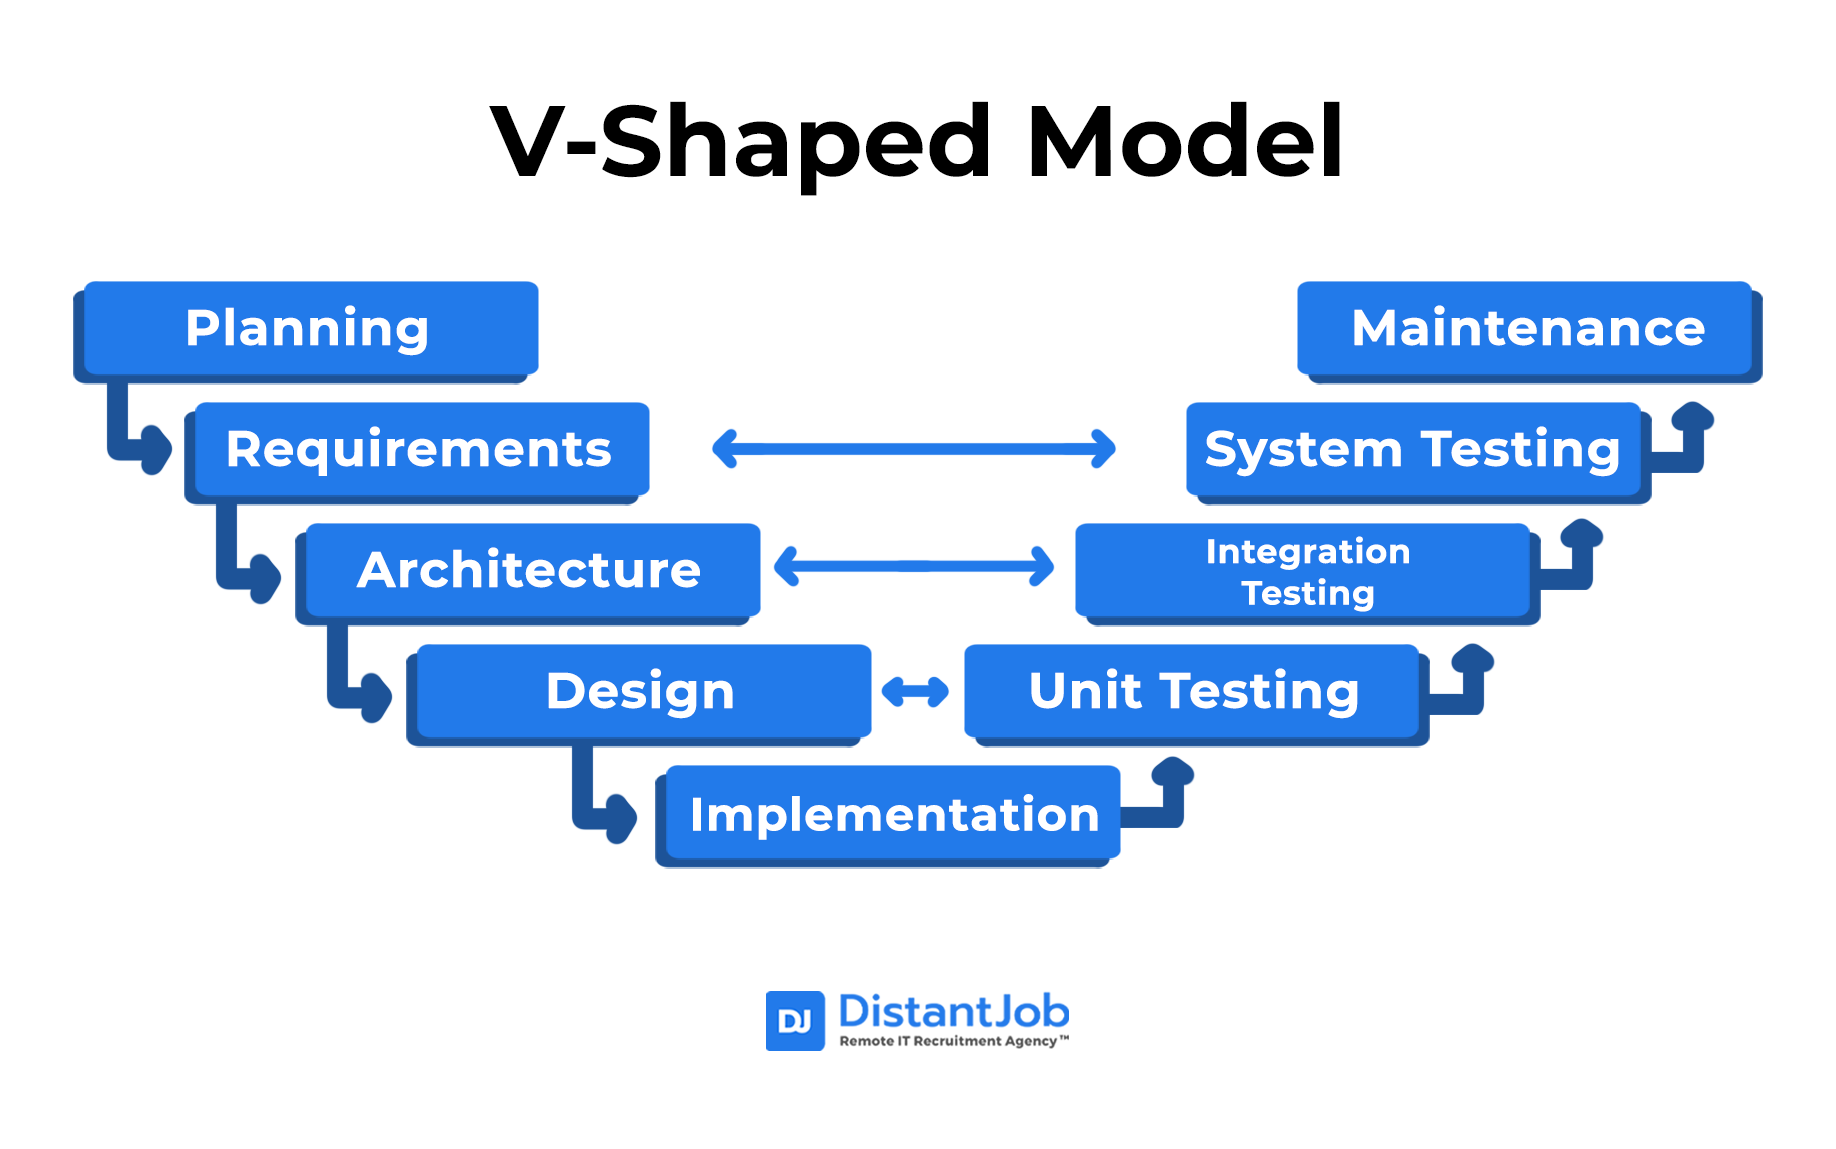 V-Shaped Model
Planning
Maintenance
Requirements
System Testing
Architecture
Integration
Testing
Design
Unit Testing
Implementation
DJ
DistantJob
Remote IT Recruitment Agency™